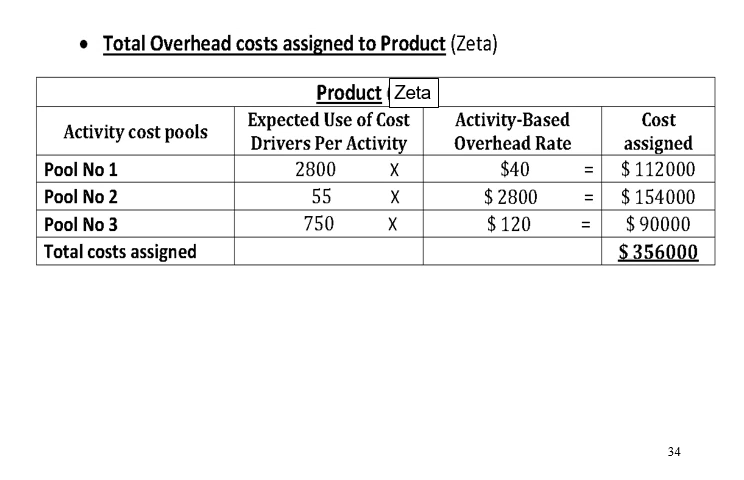 • Total Overhead costs assigned to Product (Zeta)
Product ( Zeta
Activity cost pools Expected Use of Cost Drivers Per Activity Activity-Based Overhead Rate Cost assigned
Pool No 1 2800 X $40 = $ 112000
Pool No 2 55 X $ 2800 = $ 154000
Pool No 3 750 X $ 120 = $ 90000
Total costs assigned $ 356000
34